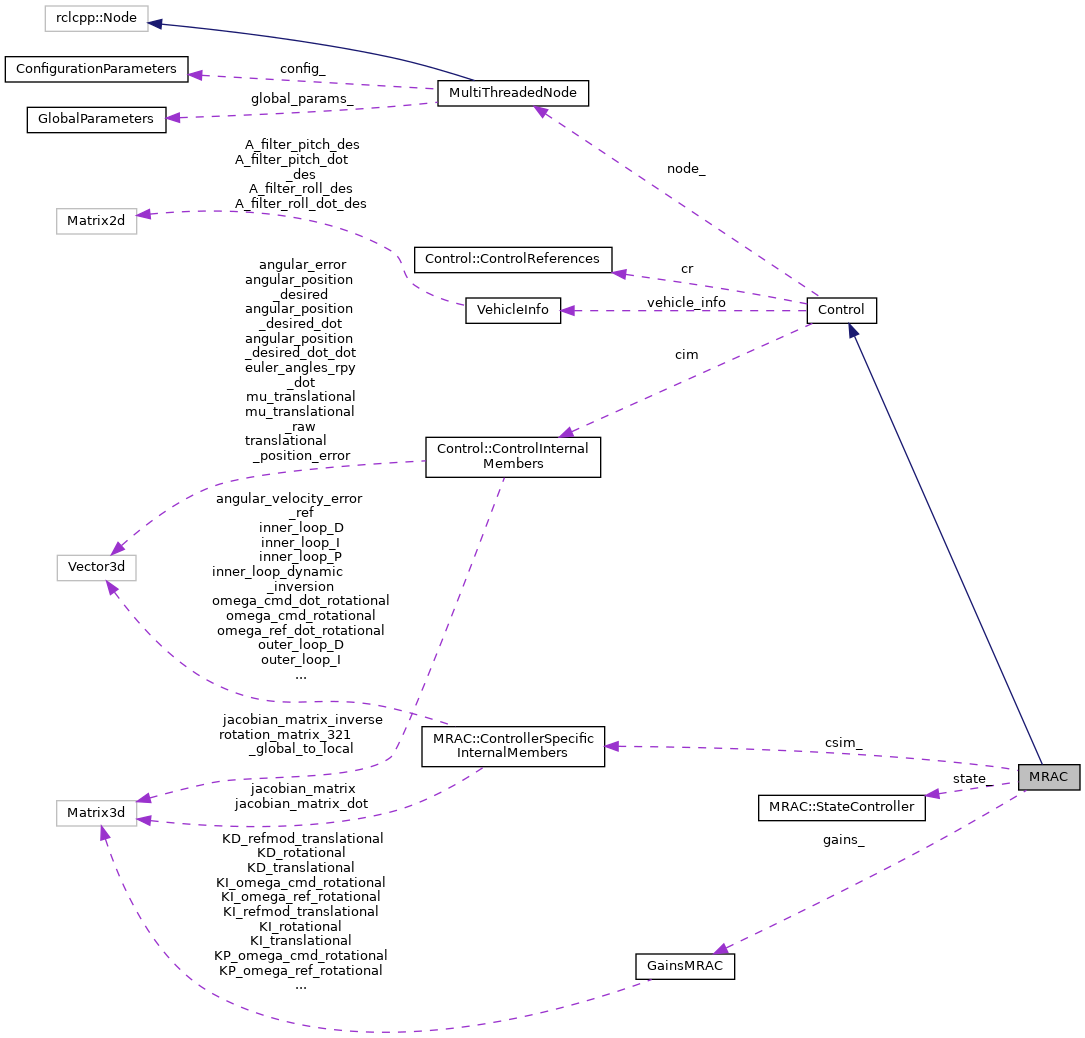 rclcpp::Node
ConfigurationParameters
config_
MultiThreadedNode
global_params_
GlobalParameters
A_filter_pitch_des
A_filter_pitch_dot
_des
A_filter_roll_des
A_filter_roll_dot_des
node_
Matrix2d
Control::ControlReferences
cr
VehicleInfo
vehicle_info
Control
angular_error
angular_position
_desired
angular_position
_desired_dot
angular_position
_desired_dot_dot
euler_angles_rpy
_dot
mu_translational
mu_translational
_raw
translational
_position_error
cim
Control::ControlInternal
Members
angular_velocity_error
_ref
inner_loop_D
inner_loop_I
inner_loop_P
inner_loop_dynamic
_inversion
omega_cmd_dot_rotational
omega_cmd_rotational
omega_ref_dot_rotational
outer_loop_D
outer_loop_I
...
Vector3d
jacobian_matrix_inverse
rotation_matrix_321
_global_to_local
MRAC::ControllerSpecific
InternalMembers
csim_
MRAC
state_
MRAC::StateController
jacobian_matrix
jacobian_matrix_dot
Matrix3d
gains_
KD_refmod_translational
KD_rotational
KD_translational
KI_omega_cmd_rotational
KI_omega_ref_rotational
KI_refmod_translational
KI_rotational
KI_translational
KP_omega_cmd_rotational
KP_omega_ref_rotational
...
GainsMRAC